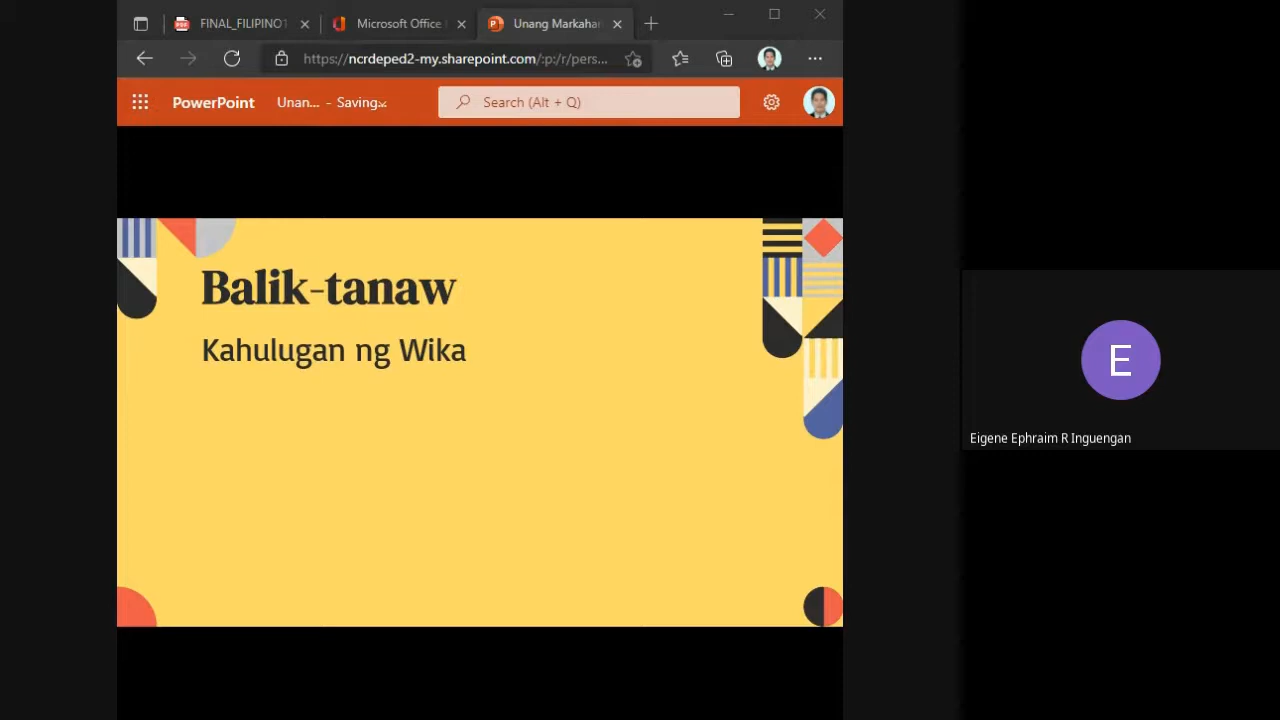 FINAL_FILIPINO1
Microsoft Office
Unang Markahan
https://ncrdeped2-my.sharepoint.com/:p:/r/pers...
PowerPoint
Unan... - Saving...
Search (Alt + Q)
Balik-tanaw
Kahulugan ng Wika
E
Eigene Ephraim R Inguengan